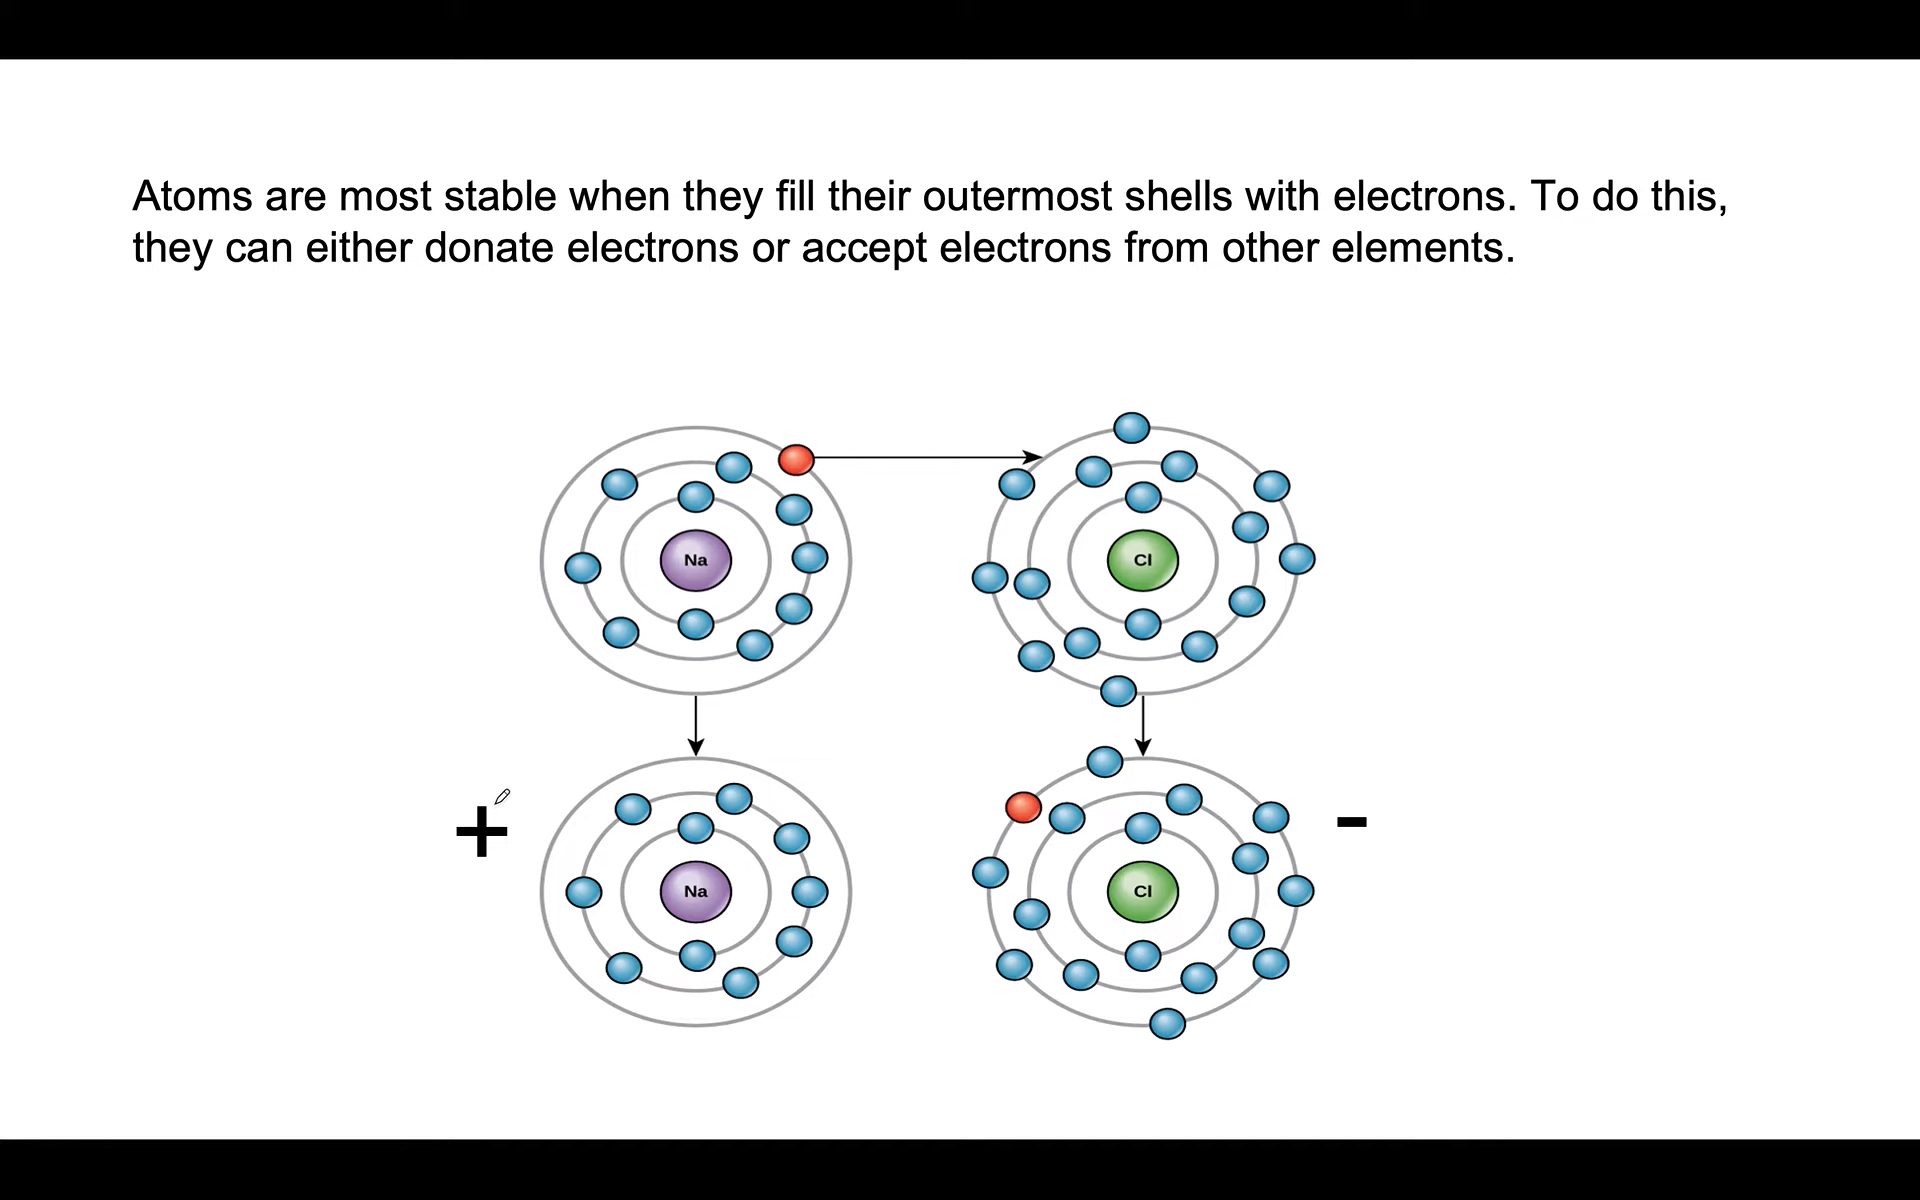 Atoms are most stable when they fill their outermost shells with electrons. To do this,
they can either donate electrons or accept electrons from other elements.
Na
Cl
+
Na
Cl
-